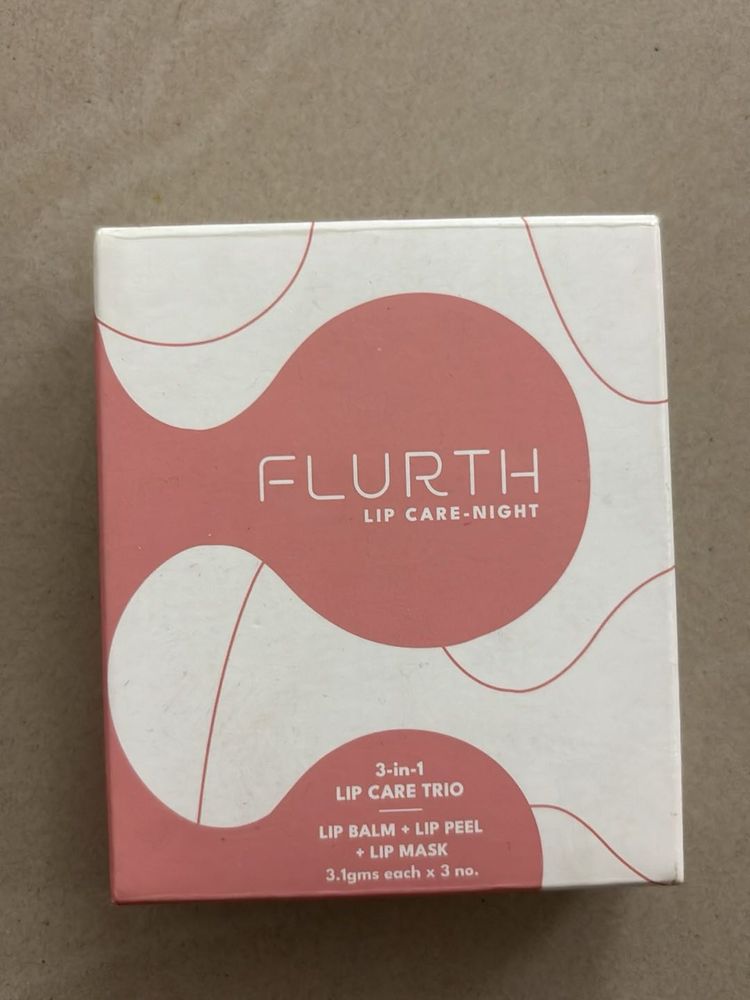 FLURTH
LIP CARE-NIGHT
3-in-1
LIP CARE TRIO
LIP BALM + LIP PEEL
+ LIP MASK
3.1gms each x 3 no.